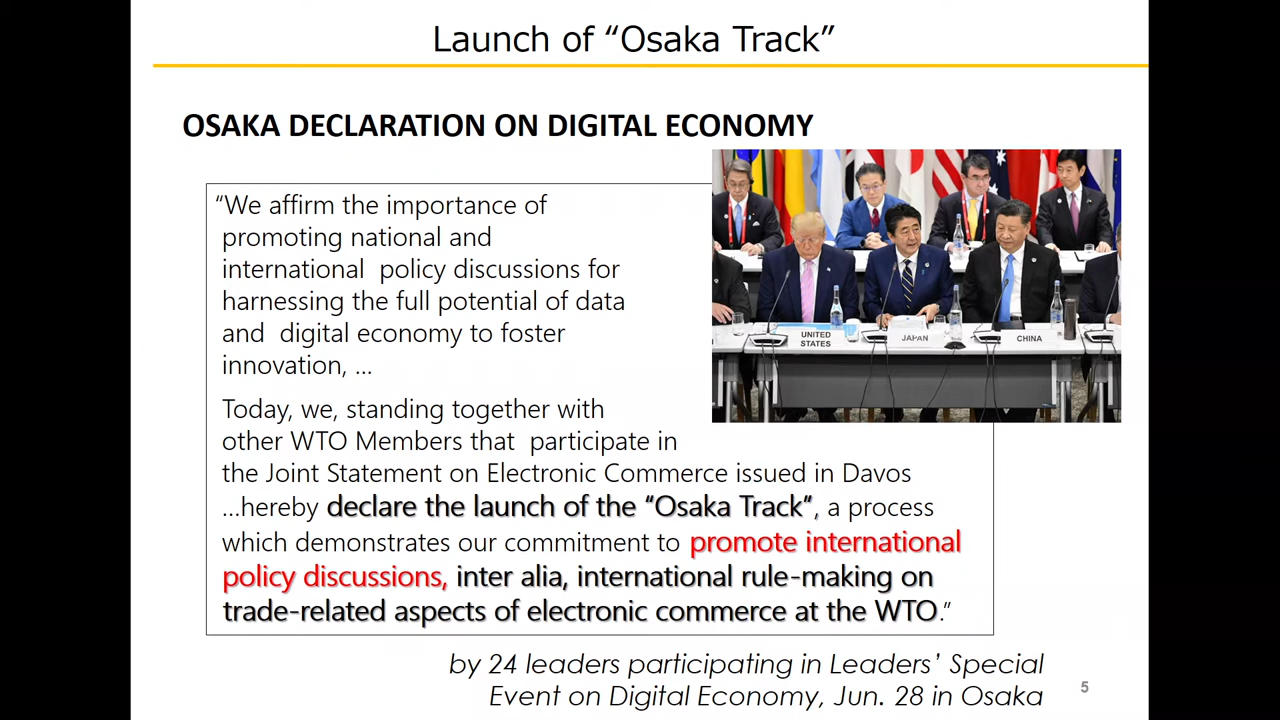 Launch of “Osaka Track”
OSAKA DECLARATION ON DIGITAL ECONOMY
“We affirm the importance of
promoting national and
international policy discussions for
harnessing the full potential of data
and digital economy to foster
innovation, ...
Today, we, standing together with
other WTO Members that participate in
the Joint Statement on Electronic Commerce issued in Davos
...hereby declare the launch of the “Osaka Track”, a process
which demonstrates our commitment to promote international
policy discussions, inter alia, international rule-making on
trade-related aspects of electronic commerce at the WTO.”
UNITED
STATES
JAPAN
CHINA
by 24 leaders participating in Leaders’ Special
Event on Digital Economy, Jun. 28 in Osaka
5